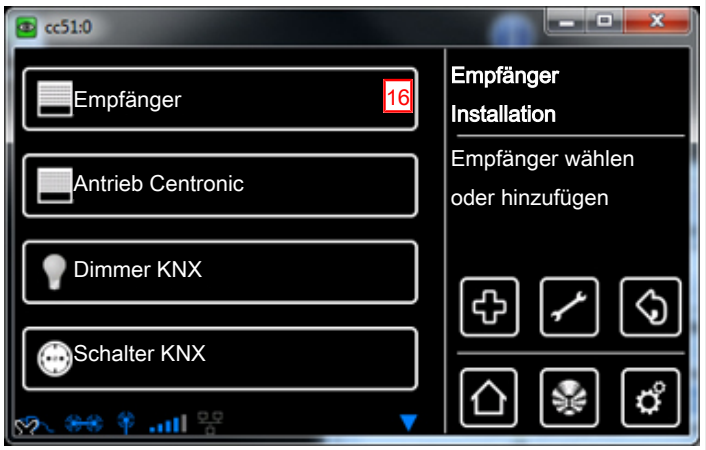 cc51:0
Empfänger 16
Antrieb Centronic
Dimmer KNX
Schalter KNX
Empfänger
Installation
Empfänger wählen
oder hinzufügen